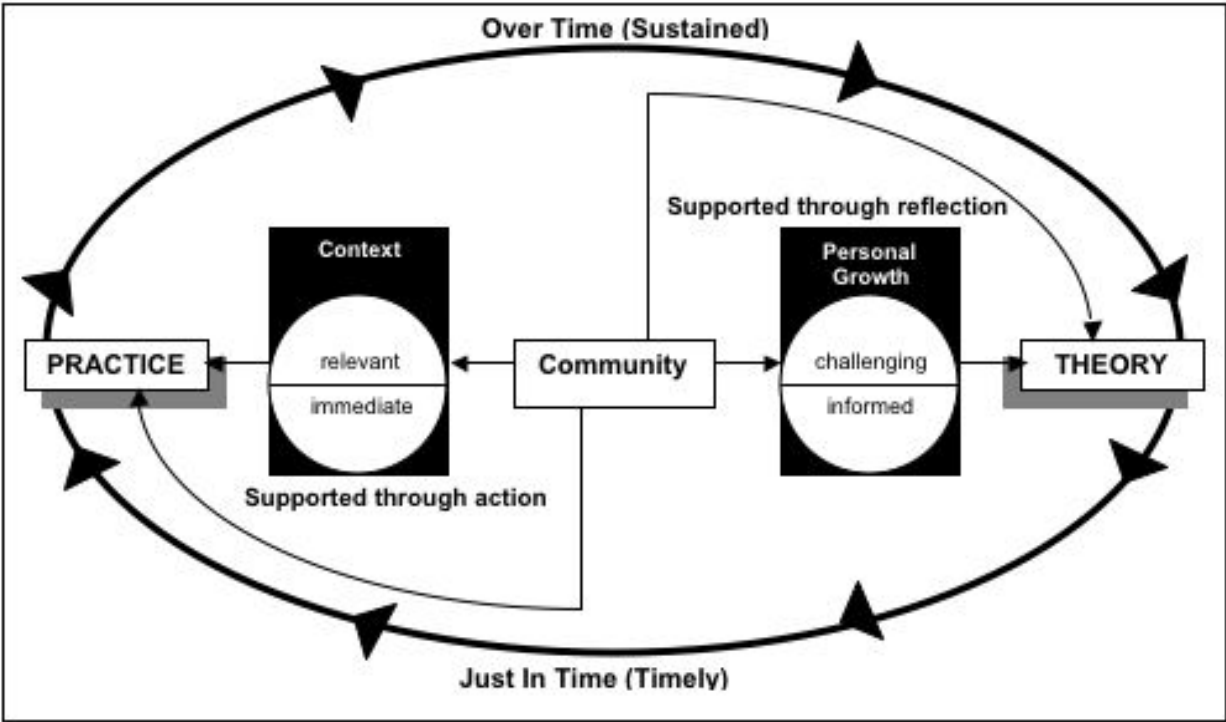 Over Time (Sustained)
Supported through reflection
Context
Personal
Growth
PRACTICE
relevant
immediate
Community
challenging
informed
THEORY
Supported through action
Just In Time (Timely)